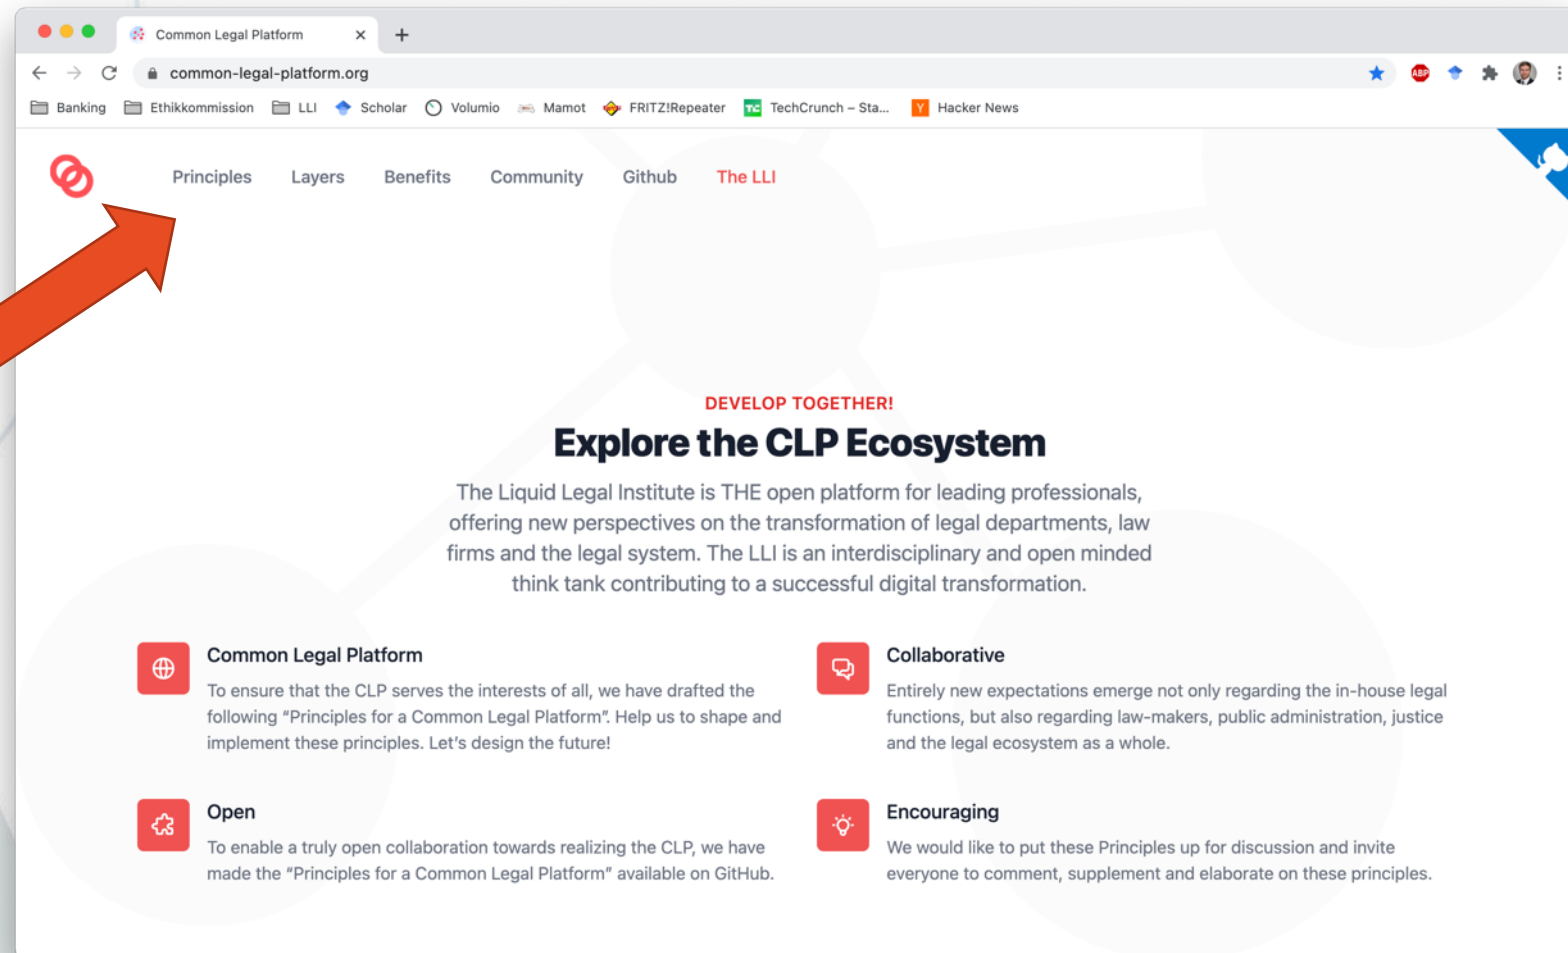 Common Legal Platform
common-legal-platform.org
ABP
Banking Ethikkommission LLI Scholar Volumio Mamot FRITZ!Repeater TC TechCrunch – Sta... Y Hacker News
Principles Layers Benefits Community Github The LLI
DEVELOP TOGETHER!
Explore the CLP Ecosystem
The Liquid Legal Institute is THE open platform for leading professionals,
offering new perspectives on the transformation of legal departments, law
firms and the legal system. The LLI is an interdisciplinary and open minded
think tank contributing to a successful digital transformation.
Common Legal Platform
To ensure that the CLP serves the interests of all, we have drafted the
following “Principles for a Common Legal Platform”. Help us to shape and
implement these principles. Let’s design the future!
Collaborative
Entirely new expectations emerge not only regarding the in-house legal
functions, but also regarding law-makers, public administration, justice
and the legal ecosystem as a whole.
Open
To enable a truly open collaboration towards realizing the CLP, we have
made the “Principles for a Common Legal Platform” available on GitHub.
Encouraging
We would like to put these Principles up for discussion and invite
everyone to comment, supplement and elaborate on these principles.